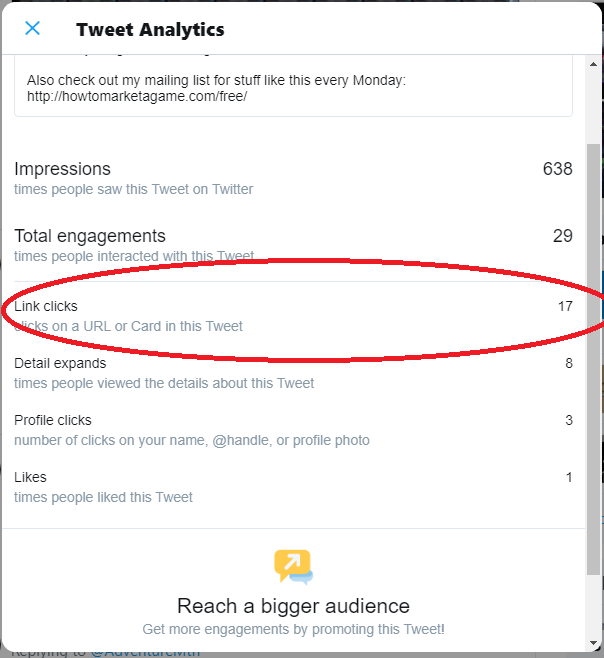 Tweet Analytics
Also check out my mailing list for stuff like this every Monday:
http://howtomarketagame.com/free/
Impressions 638
times people saw this Tweet on Twitter
Total engagements 29
times people interacted with this Tweet
Link clicks 17
clicks on a URL or Card in this Tweet
Detail expands 8
times people viewed the details about this Tweet
Profile clicks 3
number of clicks on your name, @handle, or profile photo
Likes 1
times people liked this Tweet
Reach a bigger audience
Get more engagements by promoting this Tweet!
Replying to